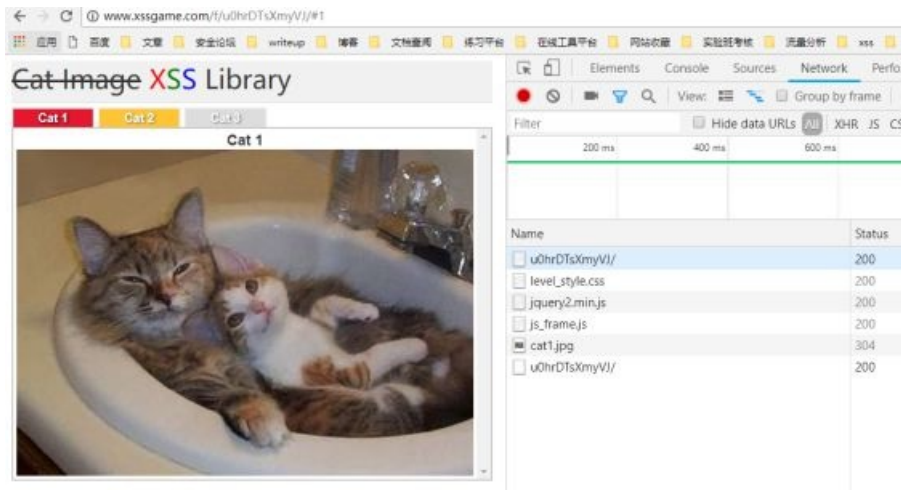 www.xssgame.com/f/u0hrDTsXmyVJ/#1
应用 百度 文章 安全论坛 writeup 博客 文档查阅 练习平台 在线工具平台 网站收藏 实验班考核 流量分析 xss
Cat Image XSS Library
Cat 1 Cat 2 Cat 3
Cat 1
Elements Console Sources Network Perfo
View: Group by frame
Filter Hide data URLs All XHR JS CS
200 ms 400 ms 600 ms
Name Status
u0hrDTsXmyVJ/ 200
level_style.css 200
jquery2.min.js 200
js_frame.js 200
cat1.jpg 304
u0hrDTsXmyVJ/ 200